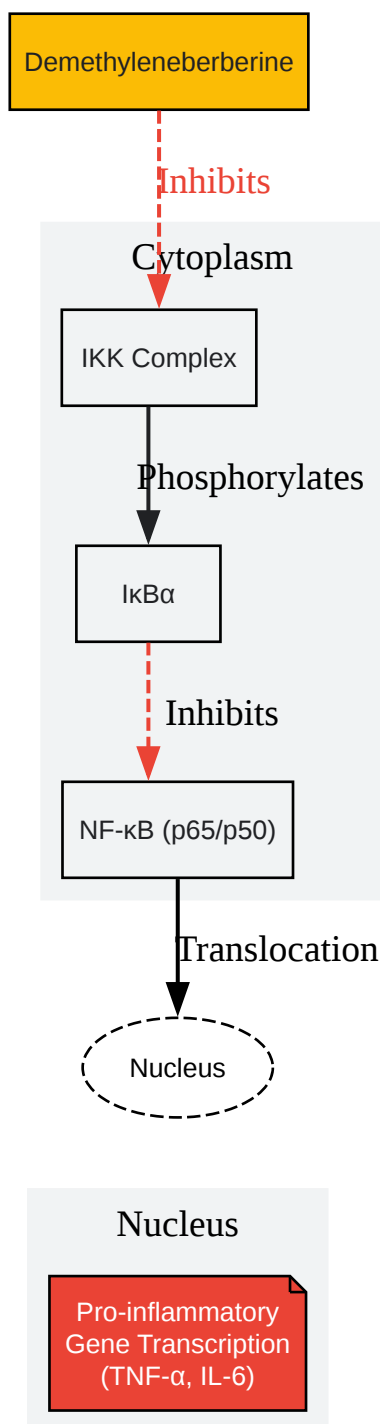 Demethyleneberberine
Inhibits
Cytoplasm
IKK Complex
Phosphorylates
IκBα
Inhibits
NF-κB (p65/p50)
Translocation
Nucleus
Nucleus
Pro-inflammatory
Gene Transcription
(TNF-α, IL-6)